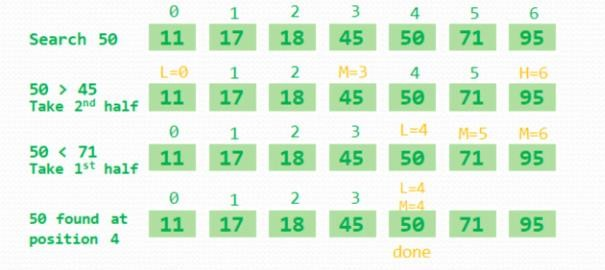 0 1 2 3 4 5 6
Search 50 11 17 18 45 50 71 95
L=0 1 2 M=3 4 5 H=6
50 > 45
Take 2nd half 11 17 18 45 50 71 95
0 1 2 3 L=4 M=5 M=6
50 < 71
Take 1st half 11 17 18 45 50 71 95
0 1 2 3 L=4
M=4
50 found at
position 4 11 17 18 45 50 71 95
done